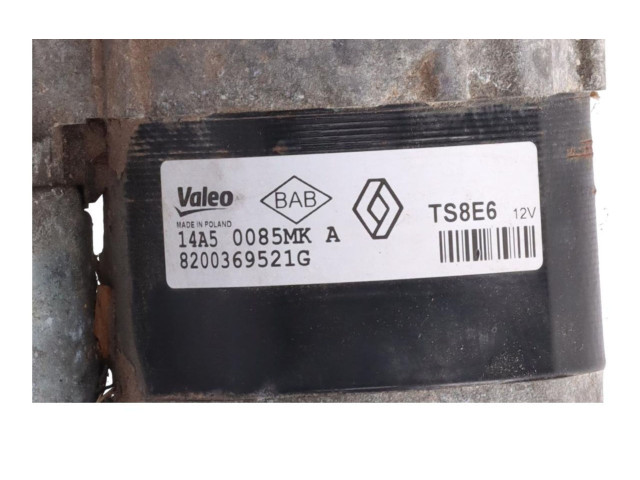 Valeo BAB TS8E6 12V
MADE IN POLAND
14A5 0085MK A
8200369521G